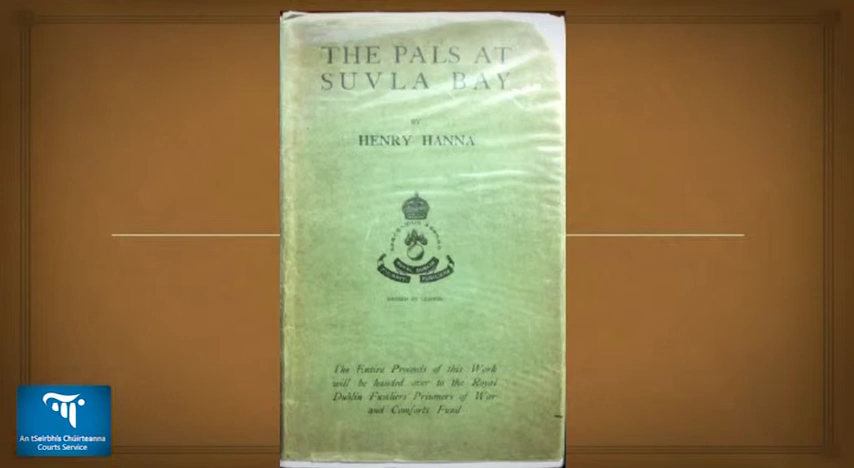 THE PALS AT
SUVLA BAY
BY
HENRY HANNA
The Entire Proceeds of this Work
will be handed over to the Royal
Dublin Fusiliers Prisoners of War
and Comforts Fund
An tSeirbhís Chúirteanna
Courts Service